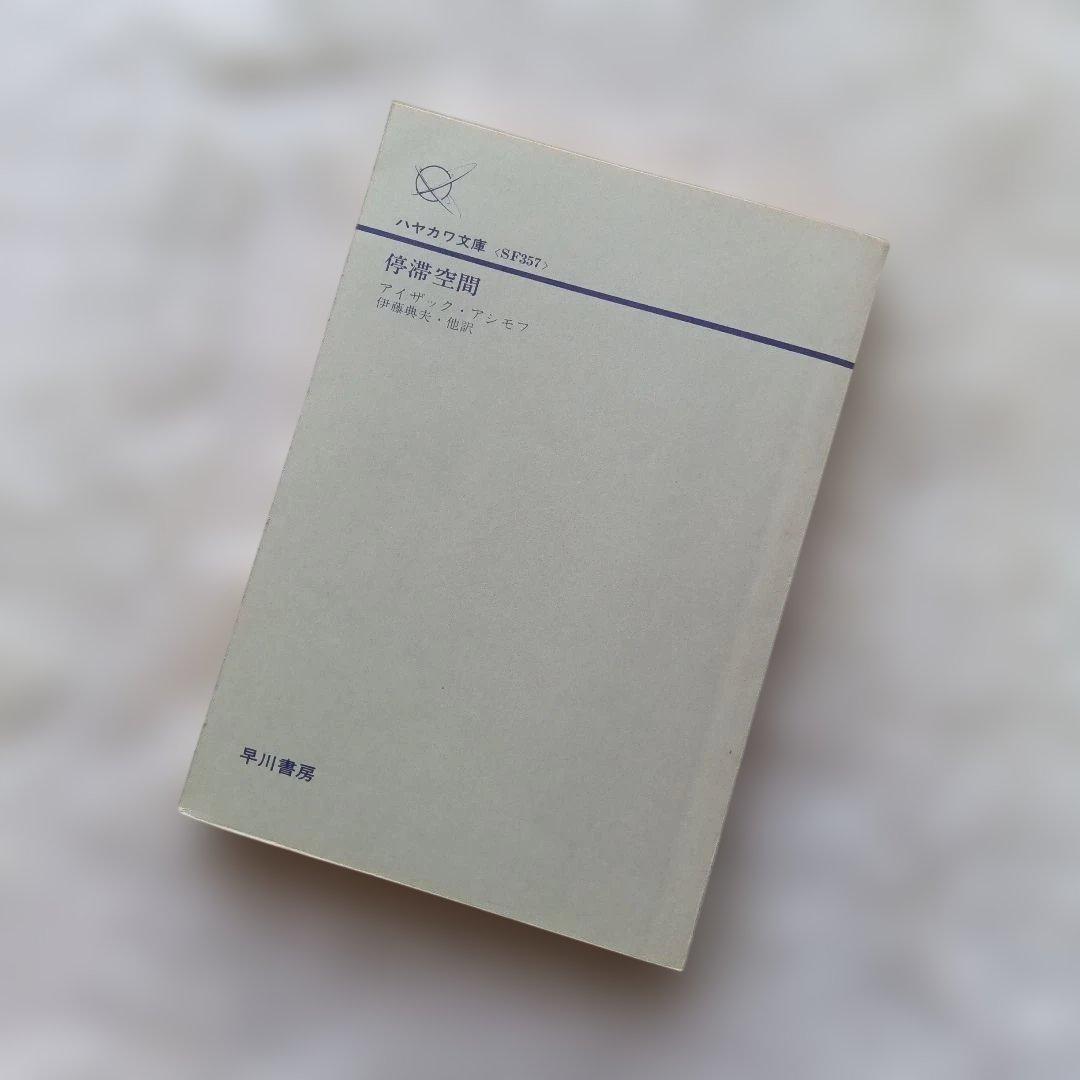 ハヤカワ文庫〈SF357〉
停滞空間
アイザック・アシモフ
伊藤典夫・他訳
早川書房